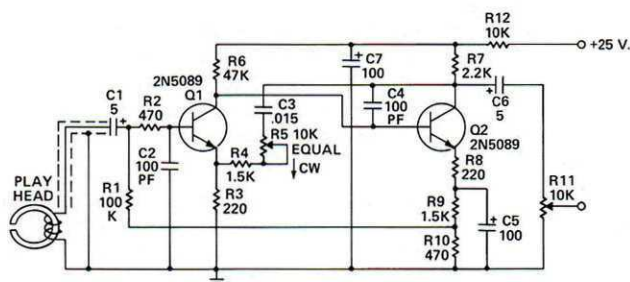 R12
10K
+25 V.
R6
47K
C7
100
R7
2.2K
2N5089
Q1
C1
5
R2
470
C3
.015
C4
100
PF
C6
5
Q2
2N5089
R5 10K
EQUAL
CW
R4
1.5K
C2
100
PF
R8
220
PLAY
HEAD
R1
100
K
R3
220
R9
1.5K
C5
100
R11
10K
R10
470
+
+
+
+